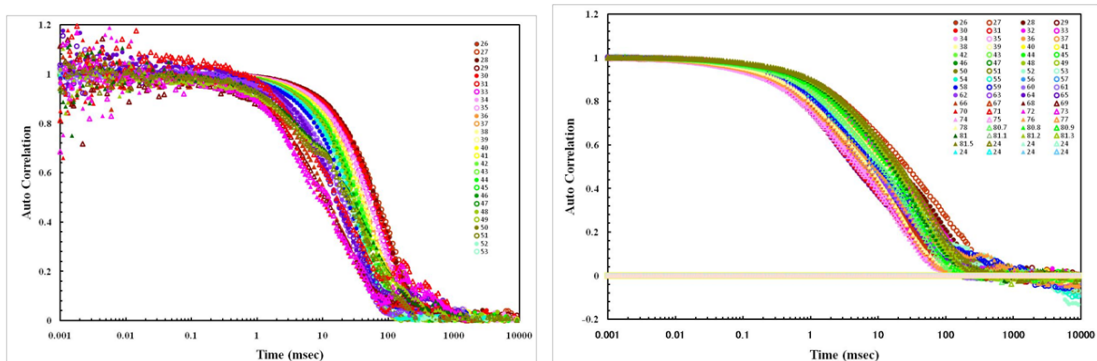 1.2
1
0.8
0.6
0.4
0.2
0
Auto Correlation
0.001 0.01 0.1 1 10 100 1000 10000
Time (msec)
26
27
28
29
30
31
33
34
35
36
37
38
39
40
41
42
43
44
45
46
47
48
49
50
51
52
53
1.2
1
0.8
0.6
0.4
0.2
0
-0.2
Auto Correlation
0.001 0.01 0.1 1 10 100 1000 10000
Time (msec)
26 27 28 29
30 31 32 33
34 35 36 37
38 39 40 41
42 43 44 45
46 47 48 49
50 51 52 53
54 55 56 57
58 59 60 61
62 63 64 65
66 67 68 69
70 71 72 73
74 75 76 77
78 80.7 80.8 80.9
81 81.1 81.2 81.3
81.5 24 24 24
24 24 24 24